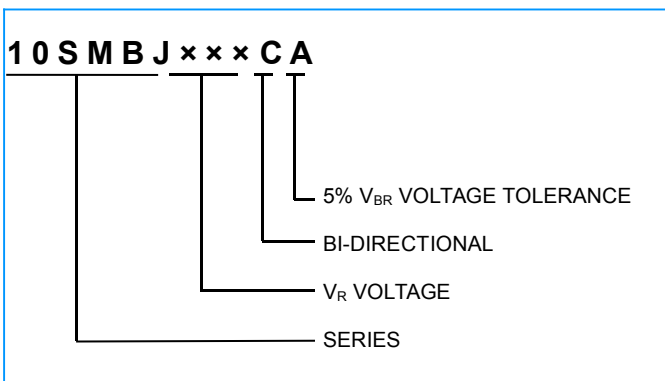 10SMBJ×××CA
5% VBR VOLTAGE TOLERANCE
BI-DIRECTIONAL
VR VOLTAGE
SERIES